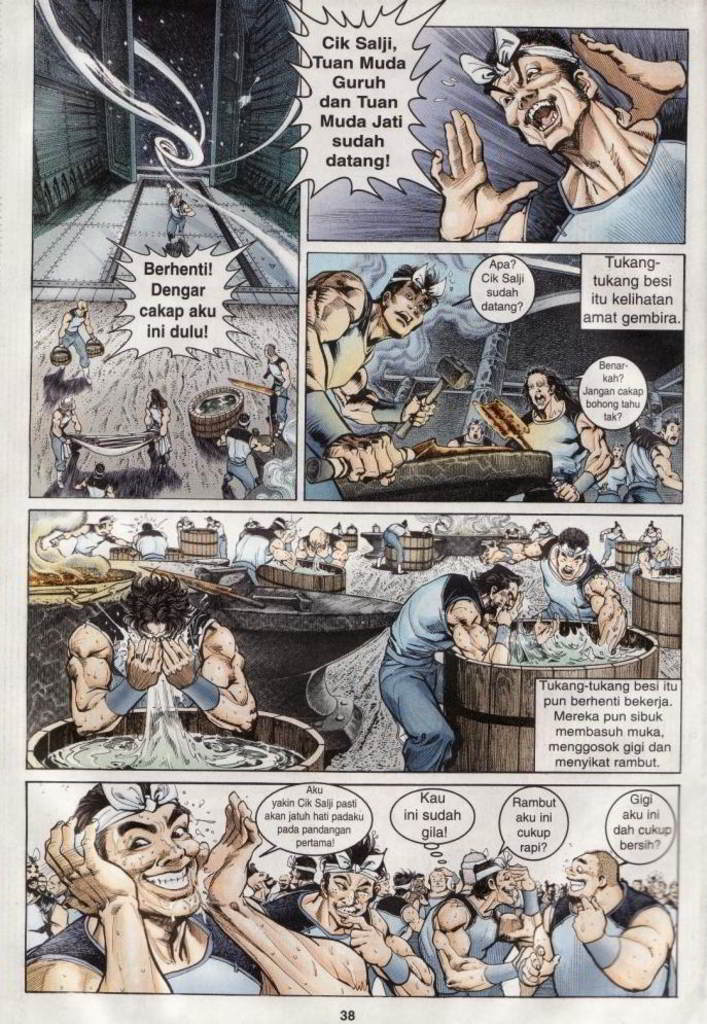 Berhenti!
Dengar
cakap aku
ini dulu!
Cik Salji,
Tuan Muda
Guruh
dan Tuan
Muda Jati
sudah
datang!
Apa?
Cik Salji
sudah
datang?
Tukang-
tukang besi
itu kelihatan
amat gembira.
Benar-
kah?
Jangan cakap
bohong tahu
tak?
Tukang-tukang besi itu
pun berhenti bekerja.
Mereka pun sibuk
membasuh muka,
menggosok gigi dan
menyikat rambut.
Aku
yakin Cik Salji pasti
akan jatuh hati padaku
pada pandangan
pertama!
Kau
ini sudah
gila!
Rambut
aku ini
cukup
rapi?
Gigi
aku ini
dah cukup
bersih?
38